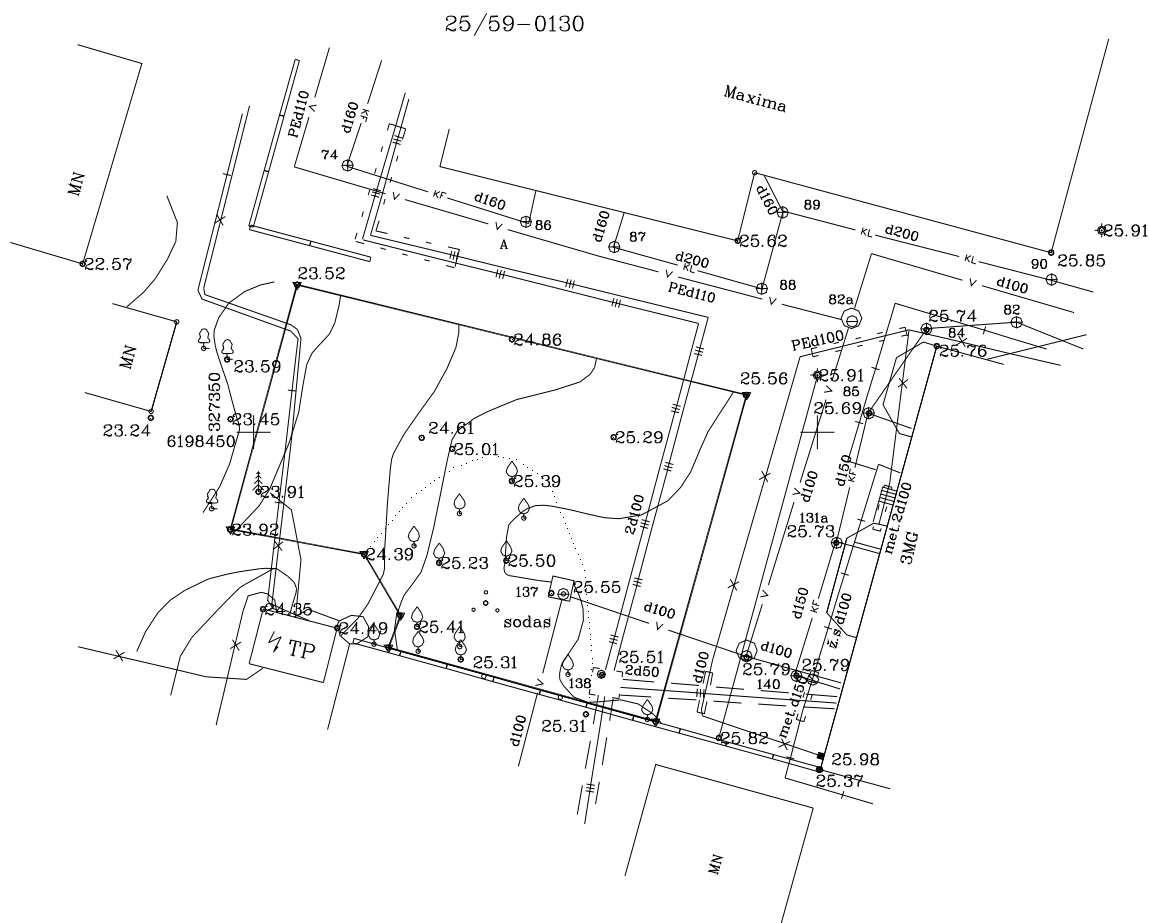 25/59-0130
Maxima
MN
PEd110
V
d160
KF
74
KF
d160
V
86
V
A
d160
87
d200
KL
PEd110
V
V
88
d160
89
25.62
KL
d200
KL
25.91
25.85
90
d100
V
22.57
23.52
82a
82
25.74
84
25.76
24.86
PEd100
25.91
V
85
25.69
MN
23.59
327350
23.45
6198450
23.24
25.56
24.61
25.01
25.29
25.39
23.91
23.92
2d100
d100
V
d150
KF
met.2d100
131a
25.73
3MG
24.39
25.23
25.50
137
25.55
d100
V
V
d150
KF
ž.s.d100
24.35
24.49
TP
25.41
sodas
25.31
25.51
2d50
138
V
d100
25.31
d100
d100
25.79
25.79
140
met.d150
25.82
25.98
25.37
MN